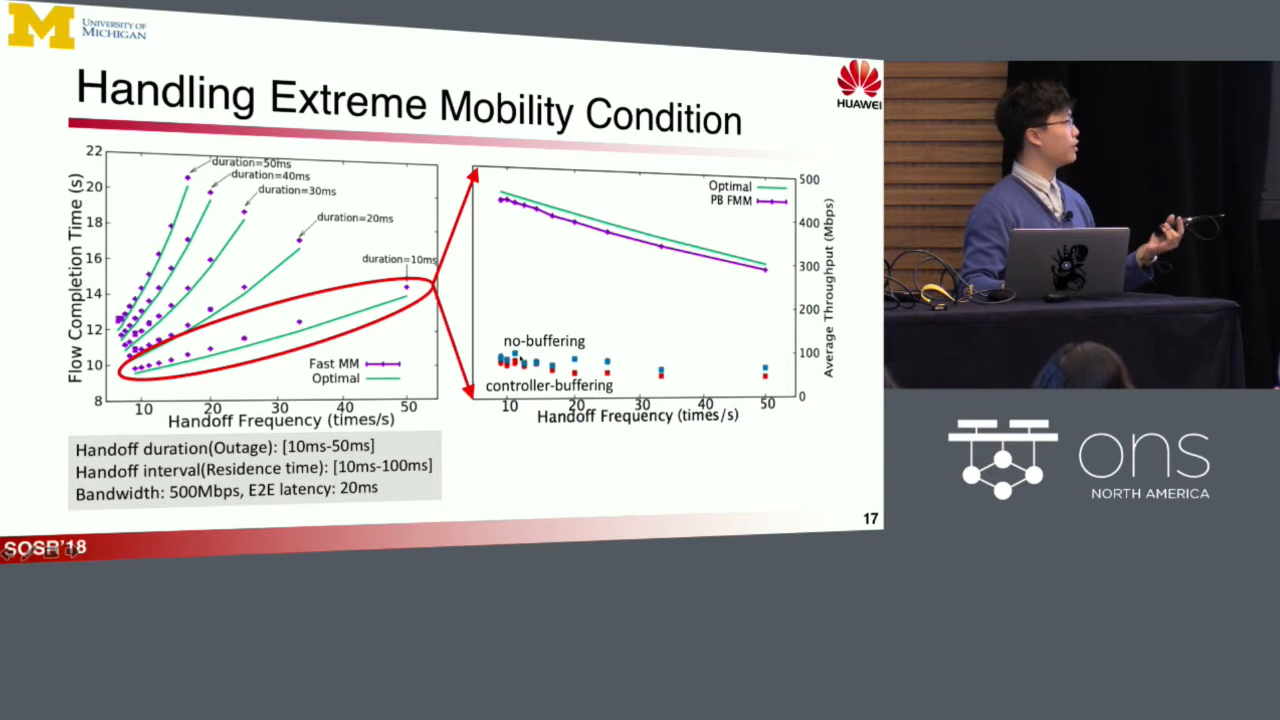 UNIVERSITY OF
MICHIGAN
Handling Extreme Mobility Condition
HUAWEI
22
20
18
16
14
12
10
8
Flow Completion Time (s)
duration=50ms
duration=40ms
duration=30ms
duration=20ms
duration=10ms
Fast MM
Optimal
10
20
30
40
50
Handoff Frequency (times/s)
Optimal
PB FMM
no-buffering
controller-buffering
500
400
300
200
100
0
Average Throughput (Mbps)
10
20
30
40
50
Handoff Frequency (times/s)
Handoff duration(Outage): [10ms-50ms]
Handoff interval(Residence time): [10ms-100ms]
Bandwidth: 500Mbps, E2E latency: 20ms
17
SOSR'18
ons
NORTH AMERICA